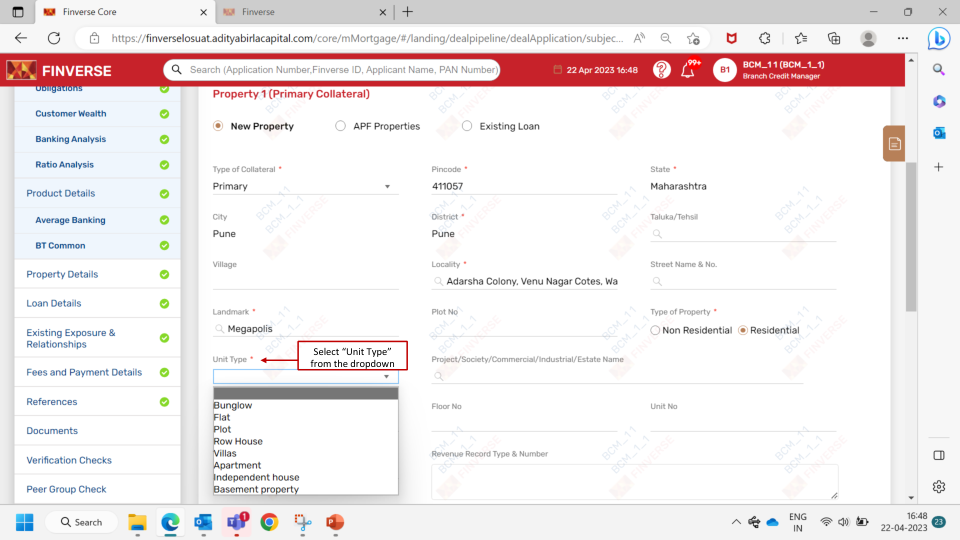 Finverse Core
Finverse
https://finverselosuat.adityabirlacapital.com/core/mMortgage/#/landing/dealpipeline/dealApplication/subjec...
FINVERSE
Search (Application Number,Finverse ID, Applicant Name, PAN Number)
22 Apr 2023 16:48
99+
B1
BCM_11 (BCM_1_1)
Branch Credit Manager
Obligations
Customer Wealth
Banking Analysis
Ratio Analysis
Product Details
Average Banking
BT Common
Property Details
Loan Details
Existing Exposure &
Relationships
Fees and Payment Details
References
Documents
Verification Checks
Peer Group Check
Property 1 (Primary Collateral)
New Property
APF Properties
Existing Loan
Type of Collateral *
Primary
Pincode *
411057
State *
Maharashtra
City
Pune
District *
Pune
Taluka/Tehsil
Village
Locality *
Adarsha Colony, Venu Nagar Cotes, Wa
Street Name & No.
Landmark *
Megapolis
Plot No
Type of Property *
Non Residential
Residential
Unit Type *
Select “Unit Type”
from the dropdown
Project/Society/Commercial/Industrial/Estate Name
Bunglow
Flat
Plot
Row House
Villas
Apartment
Independent house
Basement property
Floor No
Unit No
Revenue Record Type & Number
Search
1
ENG
IN
16:48
22-04-2023
23